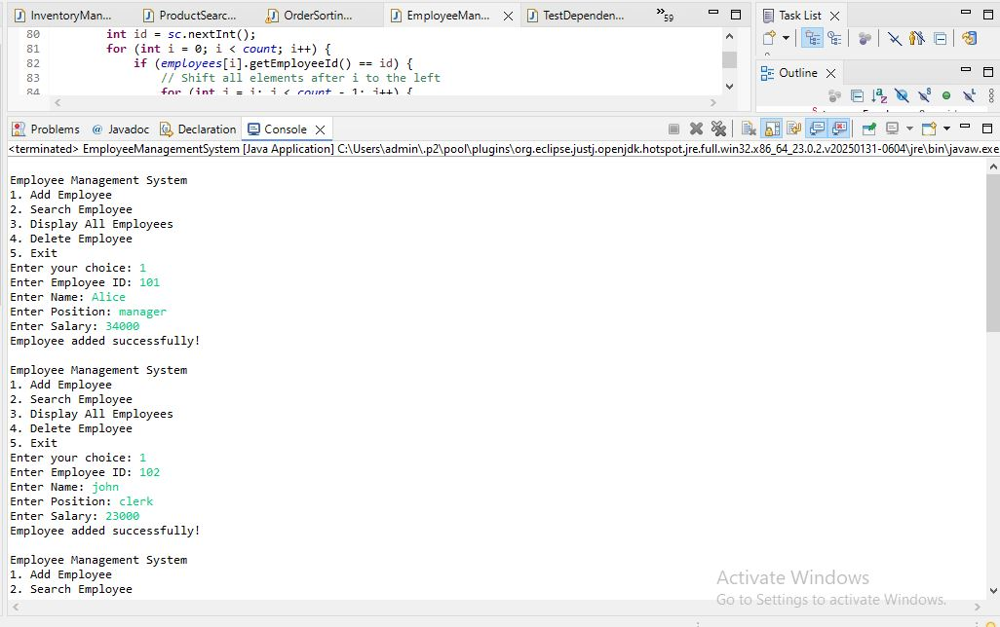 InventoryMan... ProductSearc... OrderSortin... EmployeeMan... TestDependen... »59
Task List
80 int id = sc.nextInt();
81 for (int i = 0; i < count; i++) {
82 if (employees[i].getEmployeeId() == id) {
83 // Shift all elements after i to the left
84 for (int j = i; j < count - 1; j++) {
Outline
Problems @ Javadoc Declaration Console
<terminated> EmployeeManagementSystem [Java Application] C:\Users\admin\.p2\pool\plugins\org.eclipse.justj.openjdk.hotspot.jre.full.win32.x86_64_23.0.2.v20250131-0604\jre\bin\javaw.exe
Employee Management System
1. Add Employee
2. Search Employee
3. Display All Employees
4. Delete Employee
5. Exit
Enter your choice: 1
Enter Employee ID: 101
Enter Name: Alice
Enter Position: manager
Enter Salary: 34000
Employee added successfully!
Employee Management System
1. Add Employee
2. Search Employee
3. Display All Employees
4. Delete Employee
5. Exit
Enter your choice: 1
Enter Employee ID: 102
Enter Name: john
Enter Position: clerk
Enter Salary: 23000
Employee added successfully!
Employee Management System
1. Add Employee
2. Search Employee
Activate Windows
Go to Settings to activate Windows.